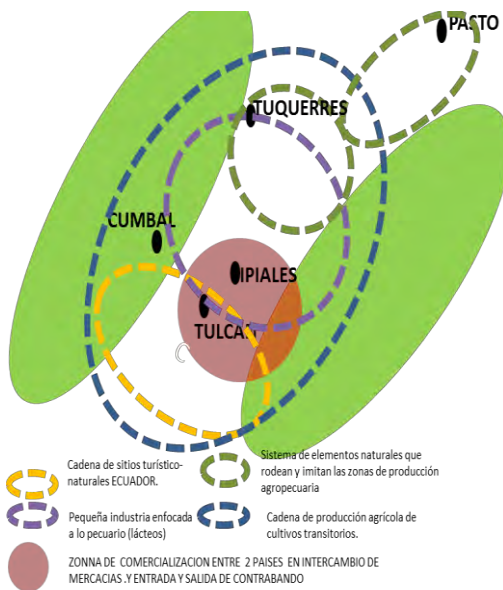 PASTO
TUQUERRES
CUMBAL
IPIALES
TULCAN
C
Cadena de sitios turístico-
naturales ECUADOR.
Sistema de elementos naturales que
rodean y imitan las zonas de producción
agropecuaria
Pequeña industria enfocada
a lo pecuario (lácteos)
Cadena de producción agrícola de
cultivos transitorios.
ZONNA DE COMERCIALIZACION ENTRE 2 PAISES EN INTERCAMBIO DE
MERCACIAS .Y ENTRADA Y SALIDA DE CONTRABANDO